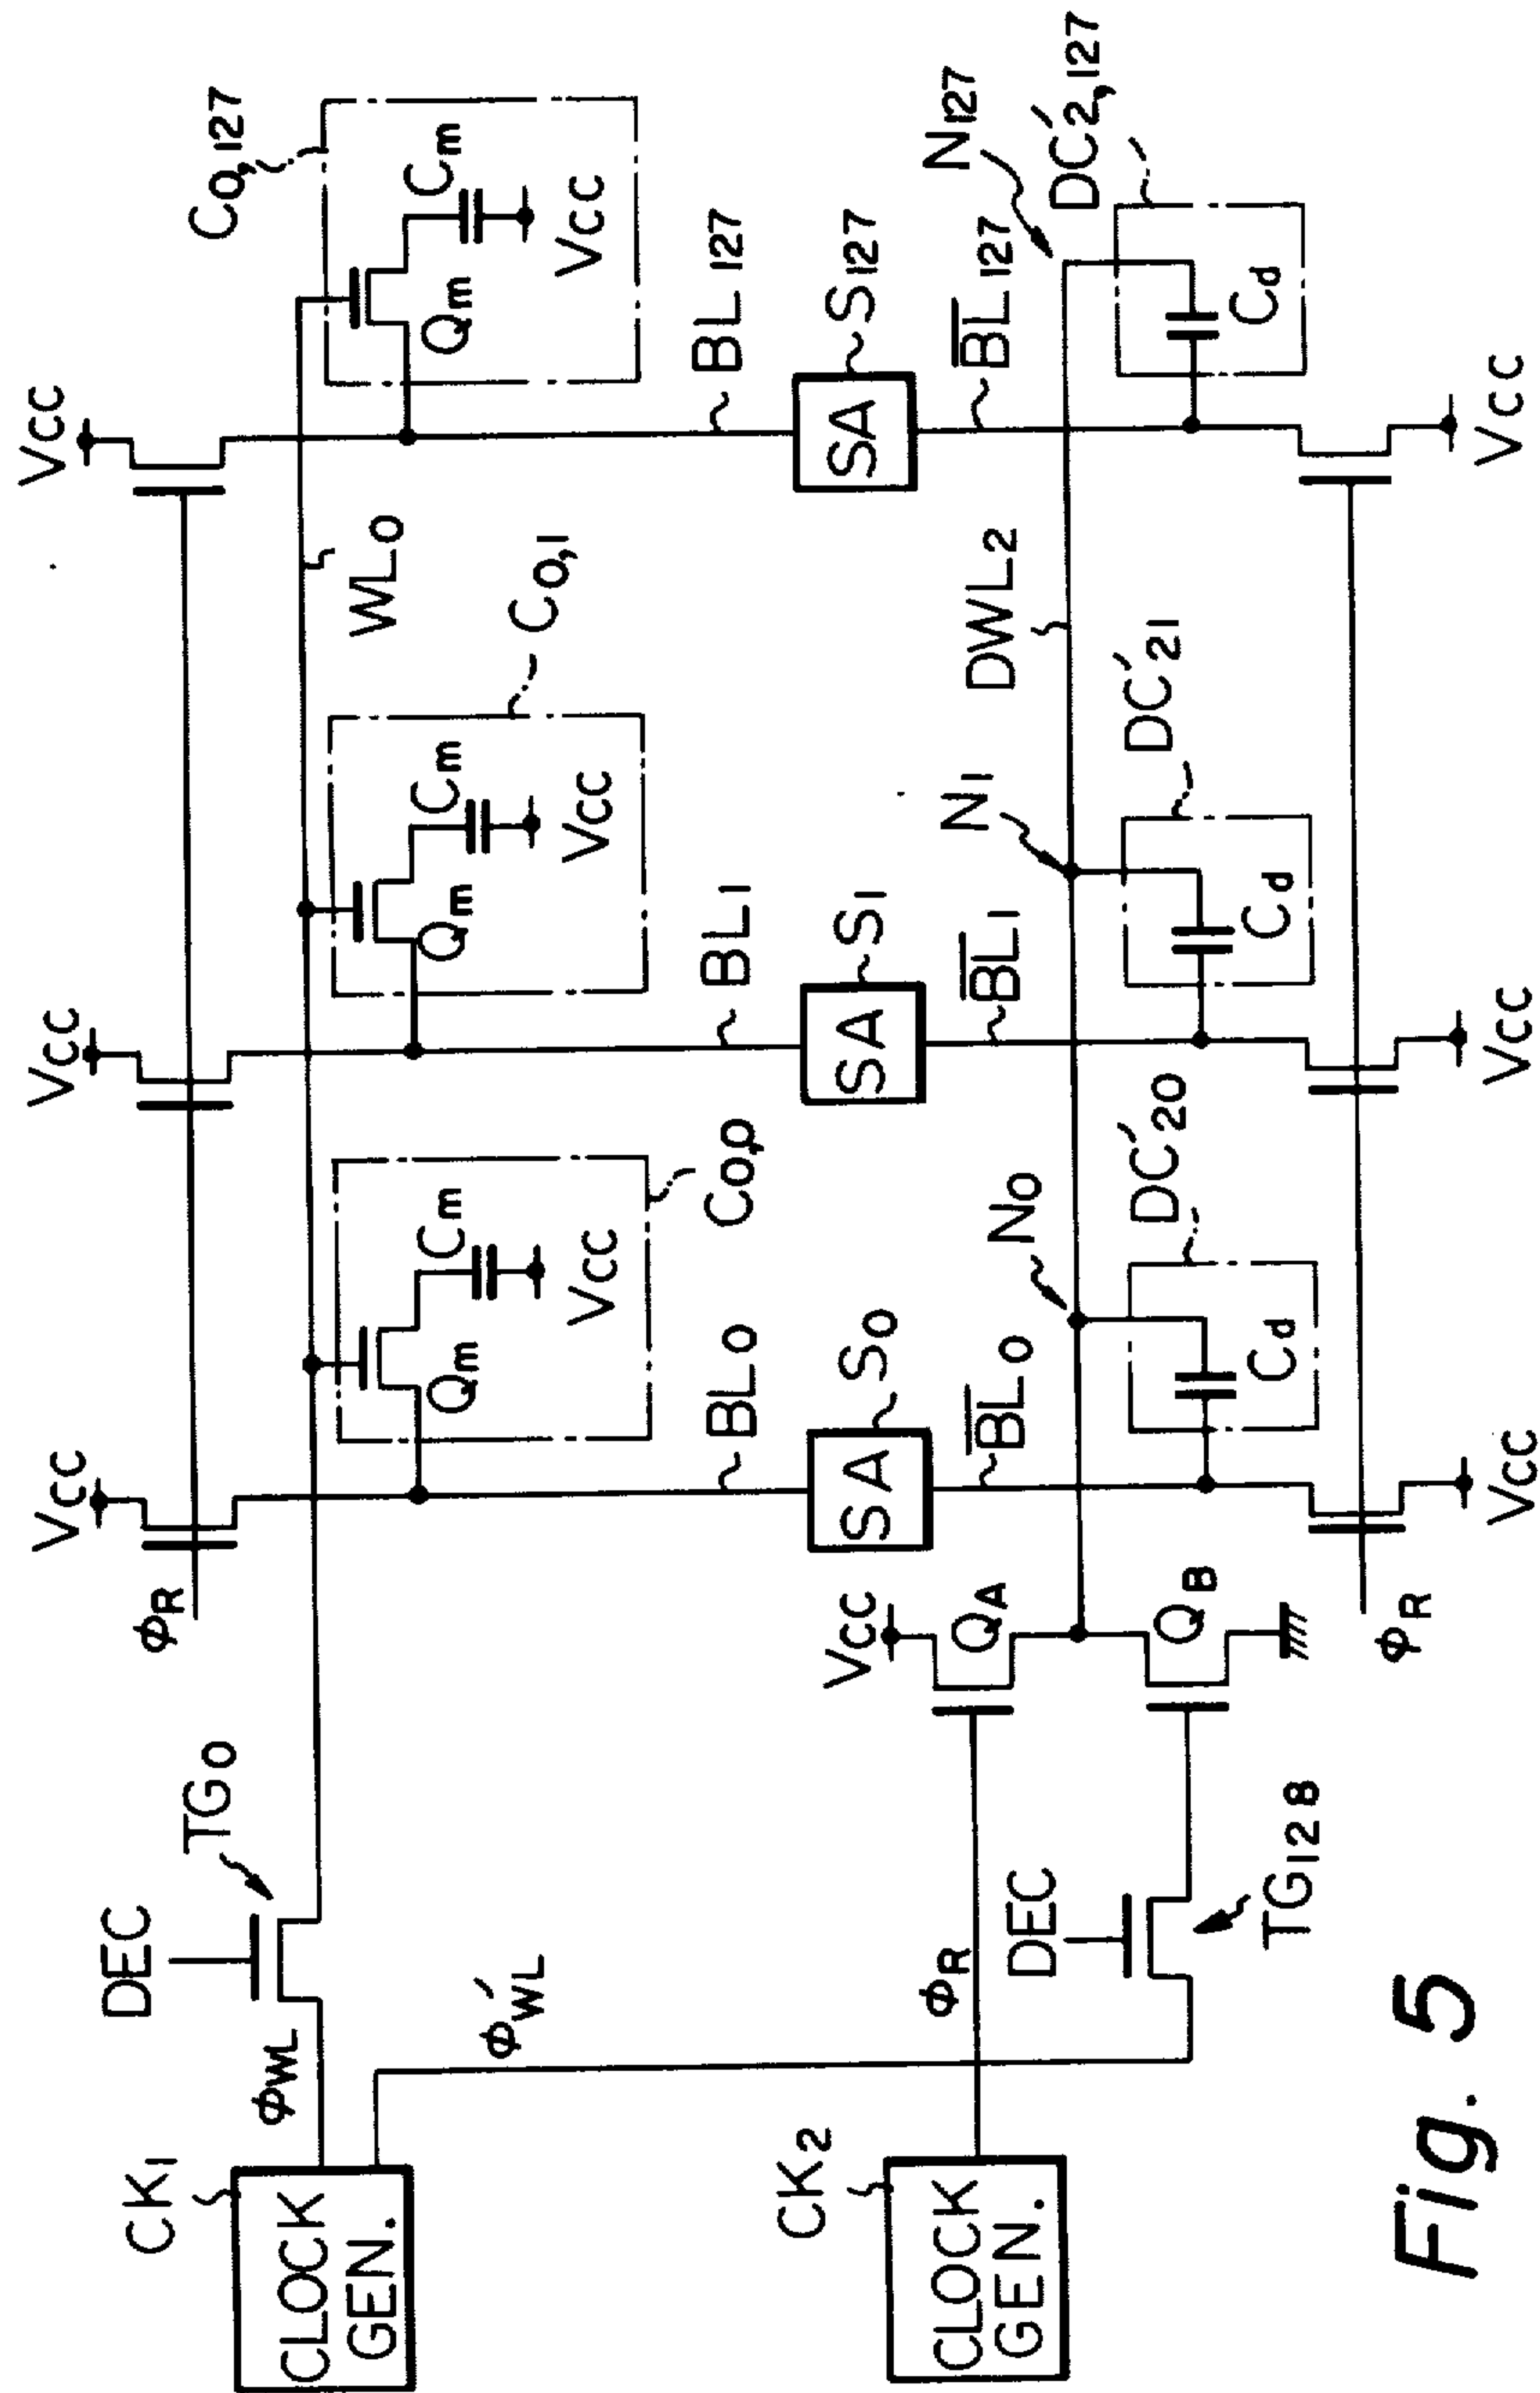 VCC
VCC
VCC
C0,127
ΦR
Qm
Cm
VCC
Qm
Cm
VCC
Qm
Cm
VCC
WL0
C0,0
C0,1
DEC
TG0
CK1
CLOCK
GEN.
ΦWL
Φ'WL
BL0
BL1
BL127
SA
S0
SA
S1
SA
S127
BL0
BL1
BL127
VCC
QA
QB
N0
N1
DWL2
N127
CK2
CLOCK
GEN.
ΦR
DEC
TG128
DC'20
DC'21
DC'2,127
Cd
Cd
Cd
ΦR
VCC
VCC
VCC
Fig. 5